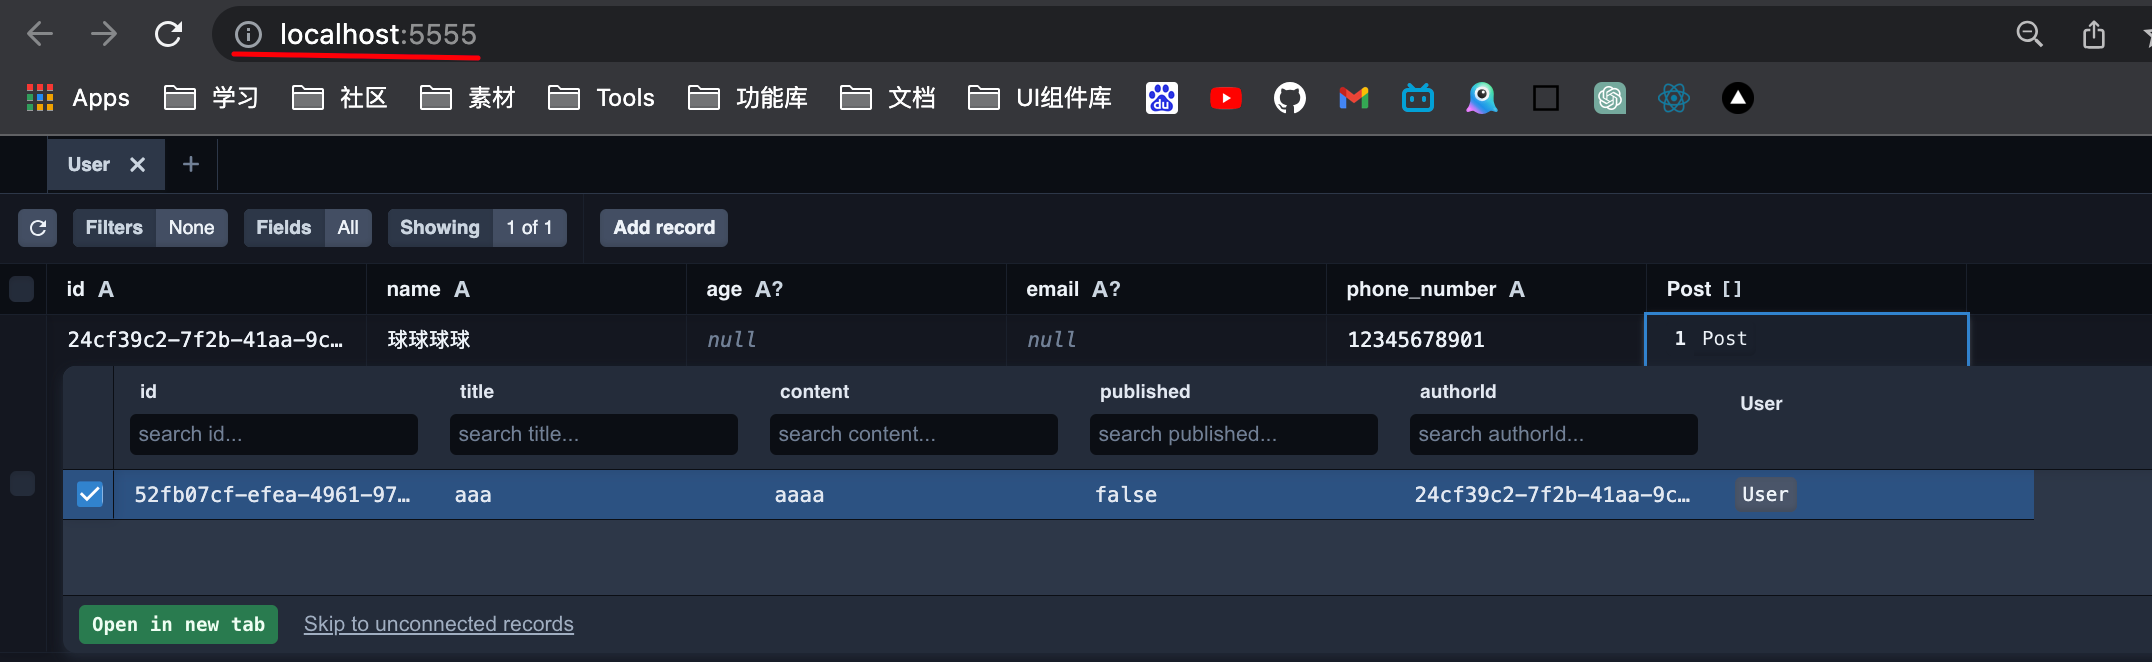 localhost:5555
Apps 学习 社区 素材 Tools 功能库 文档 UI组件库 du
User +
Filters None Fields All Showing 1 of 1 Add record
id A name A age A? email A? phone_number A Post []
24cf39c2-7f2b-41aa-9c… 球球球球 null null 12345678901 1 Post
id title content published authorId User
search id... search title... search content... search published... search authorId...
52fb07cf-efea-4961-97… aaa aaaa false 24cf39c2-7f2b-41aa-9c… User
Open in new tab Skip to unconnected records